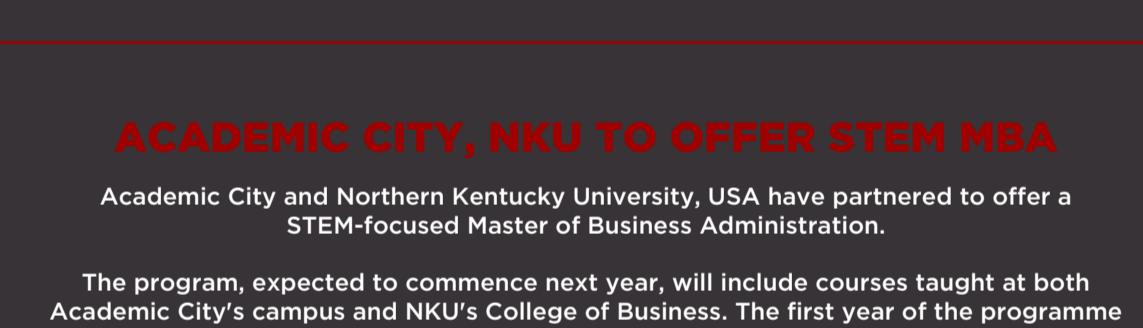 ACADEMIC CITY, NKU TO OFFER STEM MBA
Academic City and Northern Kentucky University, USA have partnered to offer a
STEM-focused Master of Business Administration.
The program, expected to commence next year, will include courses taught at both
Academic City's campus and NKU's College of Business. The first year of the programme